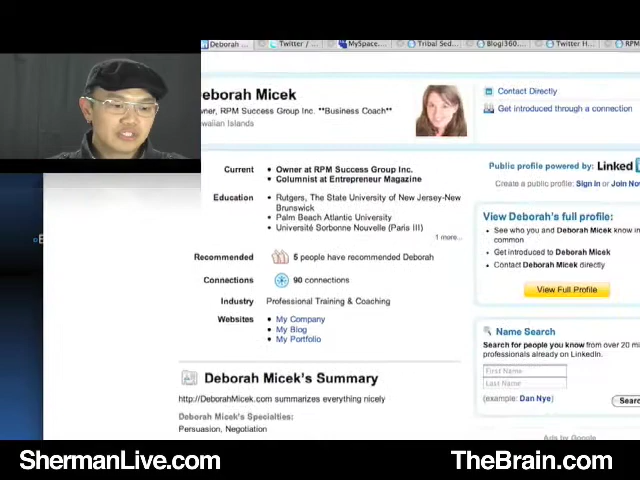 Deborah ...
Twitter / ...
MySpace.
Tribal Sed...
Blogi360.
Twitter H...
RPM
eborah Micek
wner, RPM Success Group Inc. **Business Coach**
waiian Islands
Contact Directly
Get introduced through a connection
Current
• Owner at RPM Success Group Inc.
• Columnist at Entrepreneur Magazine
Public profile powered by: Linked
Create a public profile: Sign In or Join Now
Education
• Rutgers, The State University of New Jersey-New
Brunswick
• Palm Beach Atlantic University
• Université Sorbonne Nouvelle (Paris III)
1 more...
View Deborah's full profile:
• See who you and Deborah Micek know in
common
• Get introduced to Deborah Micek
• Contact Deborah Micek directly
View Full Profile
Recommended
5 people have recommended Deborah
Connections
90 connections
Industry
Professional Training & Coaching
Websites
• My Company
• My Blog
• My Portfolio
Name Search
Search for people you know from over 20 mi
professionals already on LinkedIn.
First Name
Last Name
(example: Dan Nye)
Searc
Deborah Micek's Summary
http://DeborahMicek.com summarizes everything nicely
Deborah Micek's Specialties:
Persuasion, Negotiation
Ads by Google
ShermanLive.com
TheBrain.com